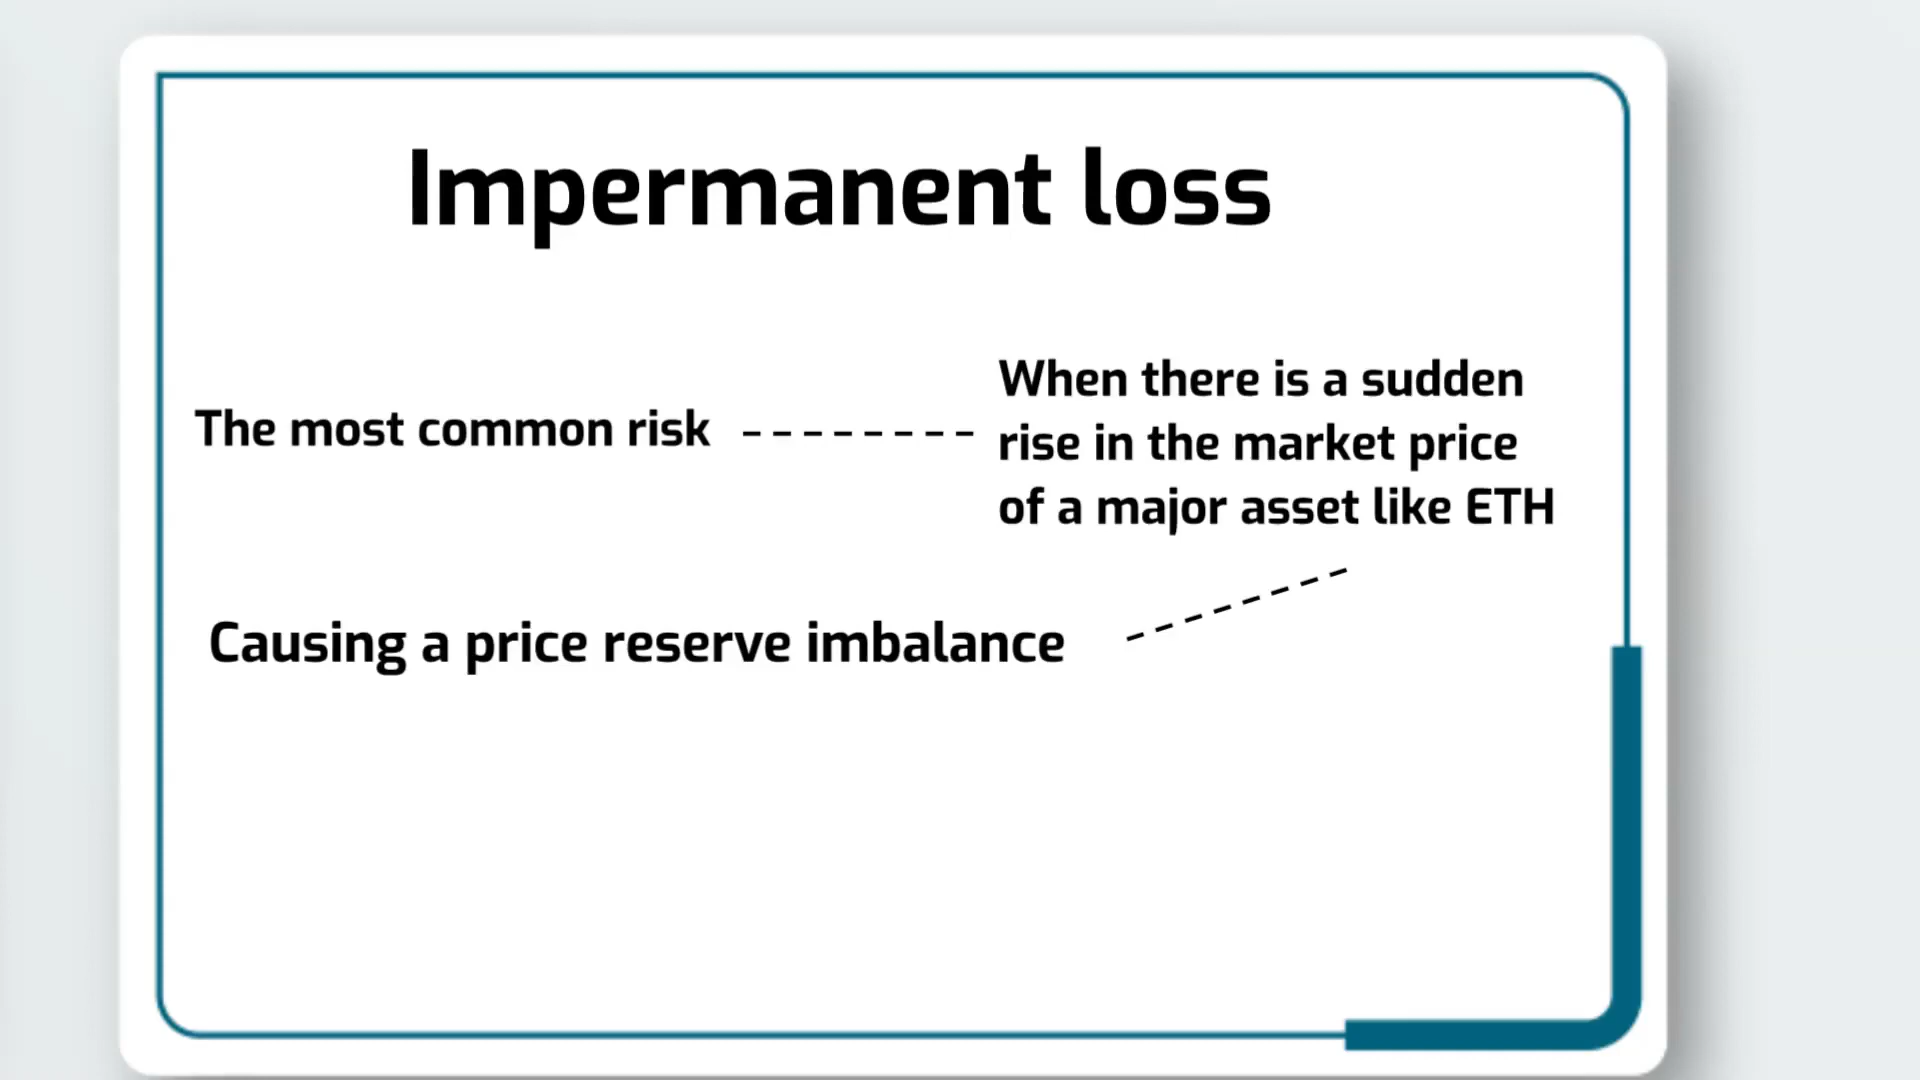 Impermanent loss
The most common risk
When there is a sudden
rise in the market price
of a major asset like ETH
Causing a price reserve imbalance